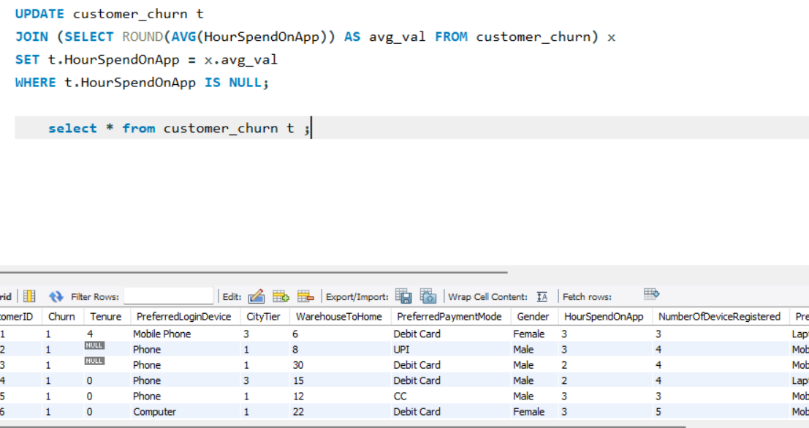 UPDATE customer_churn t
JOIN (SELECT ROUND(AVG(HourSpendOnApp)) AS avg_val FROM customer_churn) x
SET t.HourSpendOnApp = x.avg_val
WHERE t.HourSpendOnApp IS NULL;
select * from customer_churn t ;
rid Filter Rows: Edit: Export/Import: Wrap Cell Content: IA Fetch rows:
tomerID Churn Tenure PreferredLoginDevice CityTier WarehouseToHome PreferredPaymentMode Gender HourSpendOnApp NumberOfDeviceRegistered Pre
1 1 4 Mobile Phone 3 6 Debit Card Female 3 3 Lap
2 1 NULL Phone 1 8 UPI Male 3 4 Mob
3 1 NULL Phone 1 30 Debit Card Male 2 4 Mob
4 1 0 Phone 3 15 Debit Card Male 2 4 Lap
5 1 0 Phone 1 12 CC Male 3 3 Mob
6 1 0 Computer 1 22 Debit Card Female 3 5 Mob